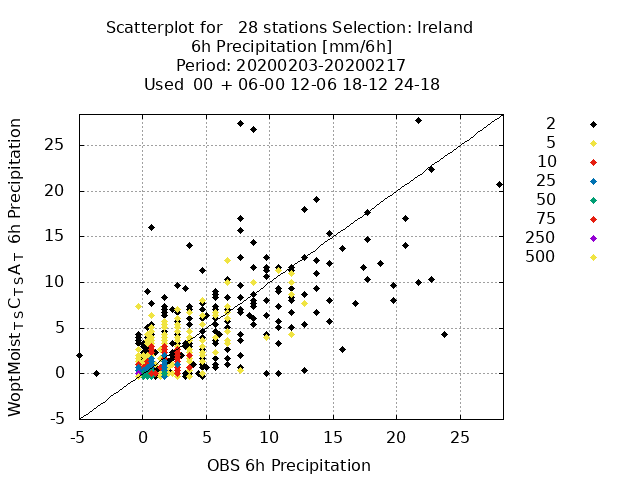 Scatterplot for 28 stations Selection: Ireland
6h Precipitation [mm/6h]
Period: 20200203-20200217
Used 00 + 06-00 12-06 18-12 24-18
WoptMoistTSCTSAT 6h Precipitation
25
20
15
10
5
0
-5
-5 0 5 10 15 20 25
OBS 6h Precipitation
2
5
10
25
50
75
250
500